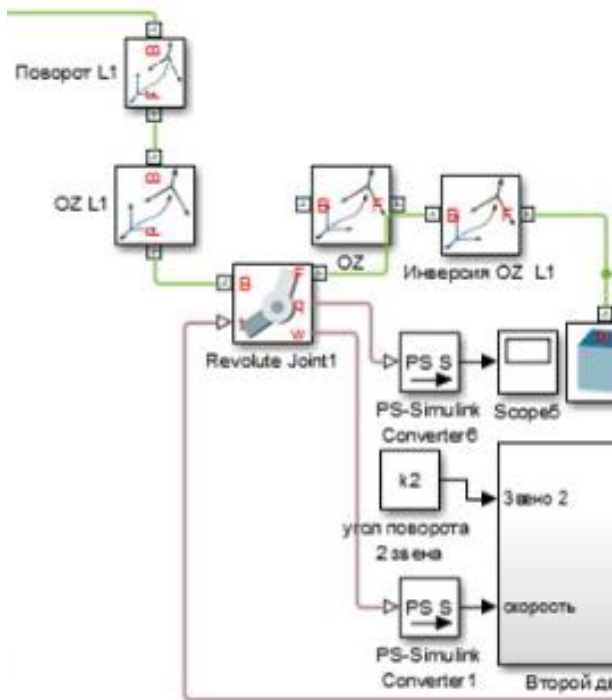 B
F
Поворот L1
B
F
OZ L1
B
F
OZ
B
F
Инверсия OZ L1
B
F
t
q
w
Revolute Joint1
PS S
PS-Simulink
Converter6
Scope5
k2
угол поворота
2 звена
Звено 2
PS S
PS-Simulink
Converter1
скорость
Второй